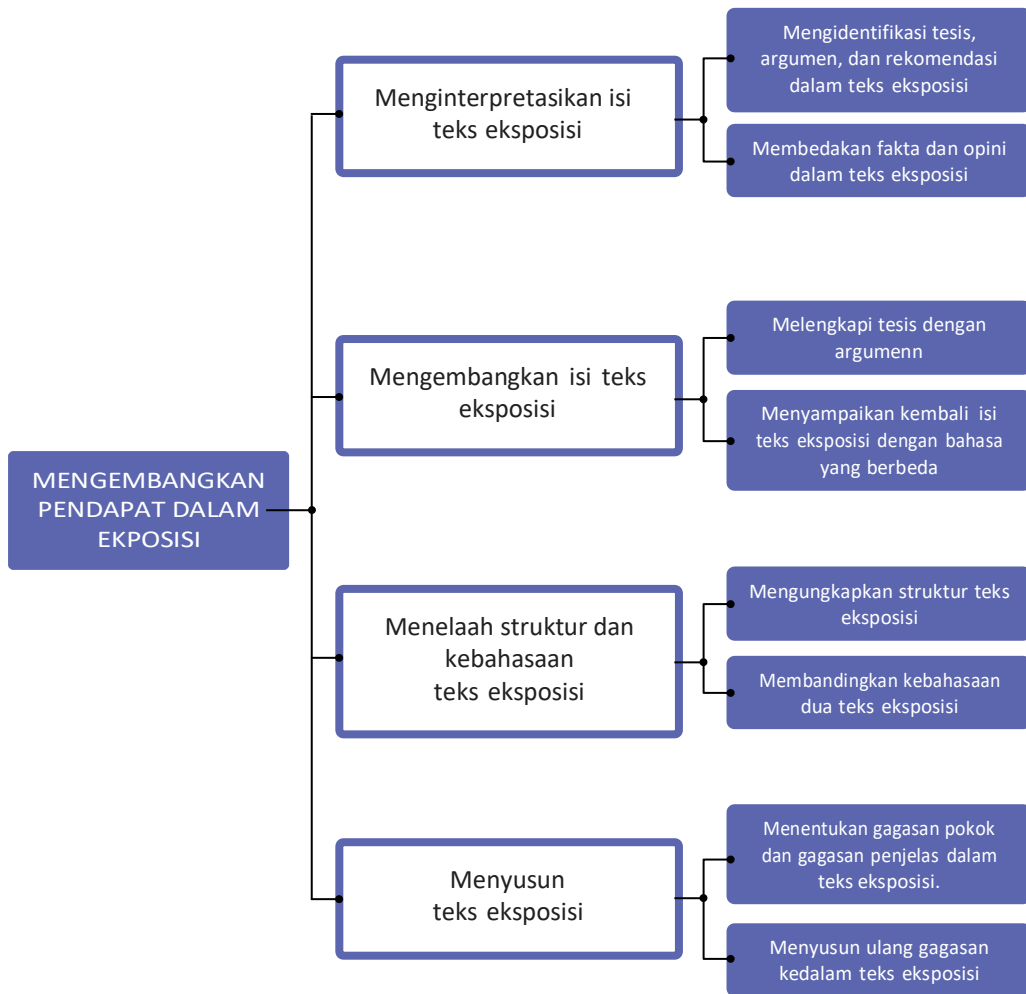 Mengidentifikasi tesis,
argumen, dan rekomendasi
dalam teks eksposisi
Menginterpretasikan isi
teks eksposisi
Membedakan fakta dan opini
dalam teks eksposisi
Melengkapi tesis dengan
argumenn
Mengembangkan isi teks
eksposisi
Menyampaikan kembali isi
teks eksposisi dengan bahasa
yang berbeda
MENGEMBANGKAN
PENDAPAT DALAM
EKPOSISI
Mengungkapkan struktur teks
eksposisi
Menelaah struktur dan
kebahasaan
teks eksposisi
Membandingkan kebahasaan
dua teks eksposisi
Menentukan gagasan pokok
dan gagasan penjelas dalam
teks eksposisi.
Menyusun
teks eksposisi
Menyusun ulang gagasan
kedalam teks eksposisi